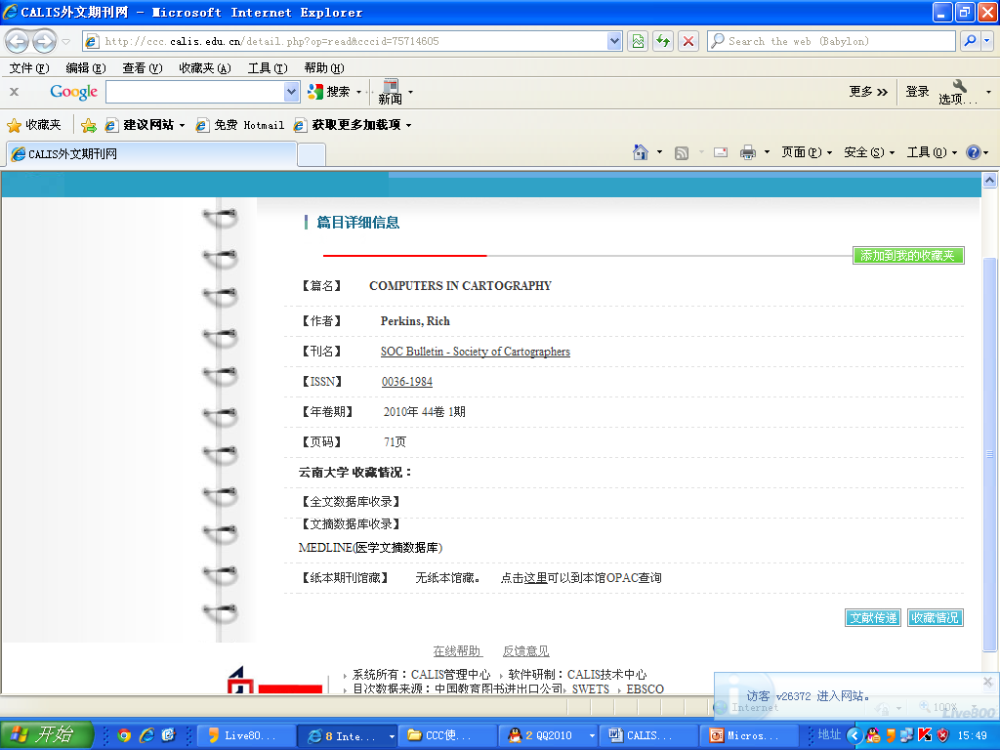 CALIS外文期刊网 - Microsoft Internet Explorer
http://ccc.calis.edu.cn/detail.php?op=read&cccid=75714605 Search the web (Babylon)
文件(F) 编辑(E) 查看(V) 收藏夹(A) 工具(T) 帮助(H)
x Google 搜索 新闻 更多 >> 登录 选项...
收藏夹 建议网站 免费 Hotmail 获取更多加载项
CALIS外文期刊网 页面(P) 安全(S) 工具(O)
篇目详细信息
添加到我的收藏夹
【篇名】 COMPUTERS IN CARTOGRAPHY
【作者】 Perkins, Rich
【刊名】 SOC Bulletin - Society of Cartographers
【ISSN】 0036-1984
【年卷期】 2010年 44卷 1期
【页码】 71页
云南大学 收藏情况：
【全文数据库收录】
【文摘数据库收录】
MEDLINE(医学文摘数据库)
【纸本期刊馆藏】 无纸本馆藏。 点击这里可以到本馆OPAC查询
文献传递 收藏情况
在线帮助 反馈意见
系统所有：CALIS管理中心 软件研制：CALIS技术中心
目次数据来源：中国教育图书进出口公司 SWETS EBSCO
访客 v26372 进入网站。
Internet 100%
Live800
开始 Live80... 8 Inte... CCC使... 2 QQ2010 CALIS... Micros... 地址 15:49